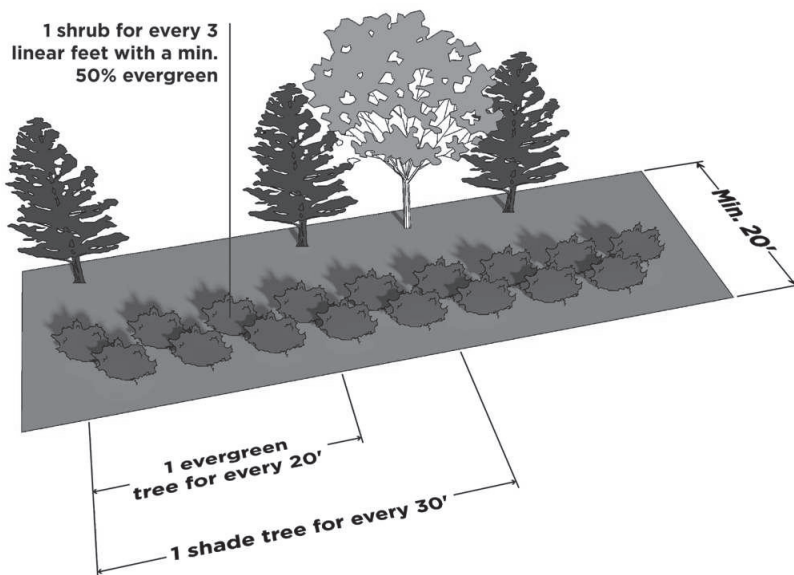 1 shrub for every 3
linear feet with a min.
50% evergreen
Min. 20'
1 evergreen
tree for every 20'
1 shade tree for every 30'